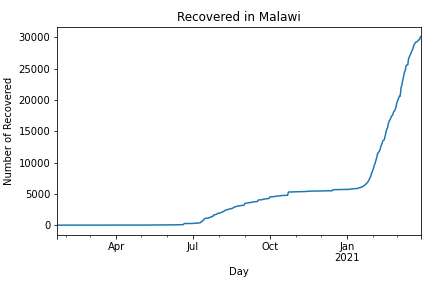 Recovered in Malawi
Number of Recovered
30000
25000
20000
15000
10000
5000
0
Apr
Jul
Oct
Jan
2021
Day